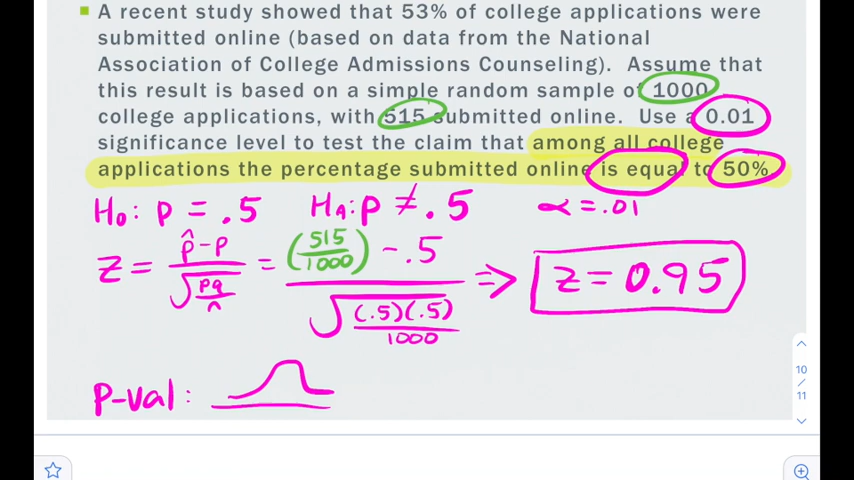 A recent study showed that 53% of college applications were
submitted online (based on data from the National
Association of College Admissions Counseling). Assume that
this result is based on a simple random sample of 1000
college applications, with 515 submitted online. Use a 0.01
significance level to test the claim that among all college
applications the percentage submitted online is equal to 50%.
H₀: p = .5 Hₐ: p ≠ .5 α = .01
z = (p̂ - p) / √(pq/n) = ((515/1000) - .5) / √((.5)(.5)/1000) ⇒ z = 0.95
P-val:
10
/
11